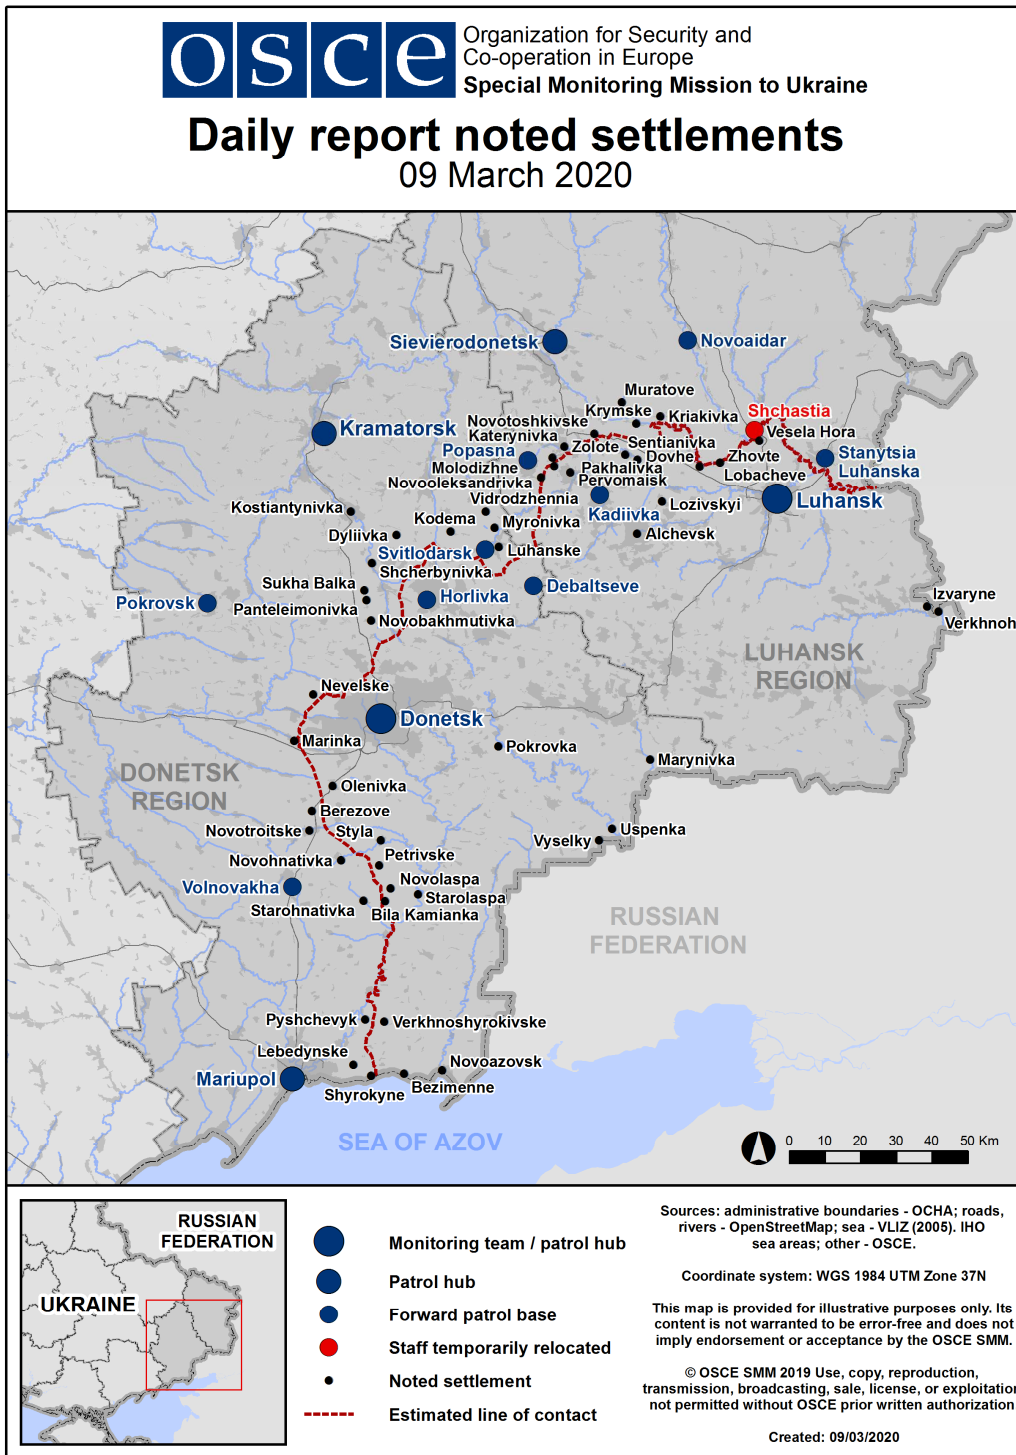 osce
Organization for Security and
Co-operation in Europe
Special Monitoring Mission to Ukraine
Daily report noted settlements
09 March 2020
Sievierodonetsk
Novoaidar
Muratove
Krymske
Kriakivka
Shchastia
Novotoshkivske
Vesela Hora
Kramatorsk
Katerynivka
Zolote
Sentianivka
Popasna
Dovhe
Zhovte
Stanytsia
Luhanska
Molodizhne
Pakhalivka
Lobacheve
Novooleksandrivka
Pervomaisk
Vidrodzhennia
Luhansk
Kostiantynivka
Kadiivka
Lozivskyi
Kodema
Myronivka
Dyliivka
Alchevsk
Svitlodarsk
Luhanske
Shcherbynivka
Sukha Balka
Debaltseve
Pokrovsk
Horlivka
Izvaryne
Panteleimonivka
Novobakhmutivka
Verkhnoh
LUHANSK
REGION
Nevelske
Donetsk
Marinka
Pokrovka
Marynivka
DONETSK
REGION
Olenivka
Berezove
Novotroitske
Styla
Uspenka
Vyselky
Petrivske
Novohnativka
Novolaspa
Volnovakha
Starolaspa
Starohnativka
Bila Kamianka
RUSSIAN
FEDERATION
Pyshchevyk
Verkhnoshyrokivske
Lebedynske
Novoazovsk
Mariupol
Shyrokyne
Bezimenne
SEA OF AZOV
0 10 20 30 40 50 Km
RUSSIAN
FEDERATION
UKRAINE
Monitoring team / patrol hub
Patrol hub
Forward patrol base
Staff temporarily relocated
Noted settlement
Estimated line of contact
Sources: administrative boundaries - OCHA; roads,
rivers - OpenStreetMap; sea - VLIZ (2005). IHO
sea areas; other - OSCE.
Coordinate system: WGS 1984 UTM Zone 37N
This map is provided for illustrative purposes only. Its
content is not warranted to be error-free and does not
imply endorsement or acceptance by the OSCE SMM.
© OSCE SMM 2019 Use, copy, reproduction,
transmission, broadcasting, sale, license, or exploitation
not permitted without OSCE prior written authorization
Created: 09/03/2020